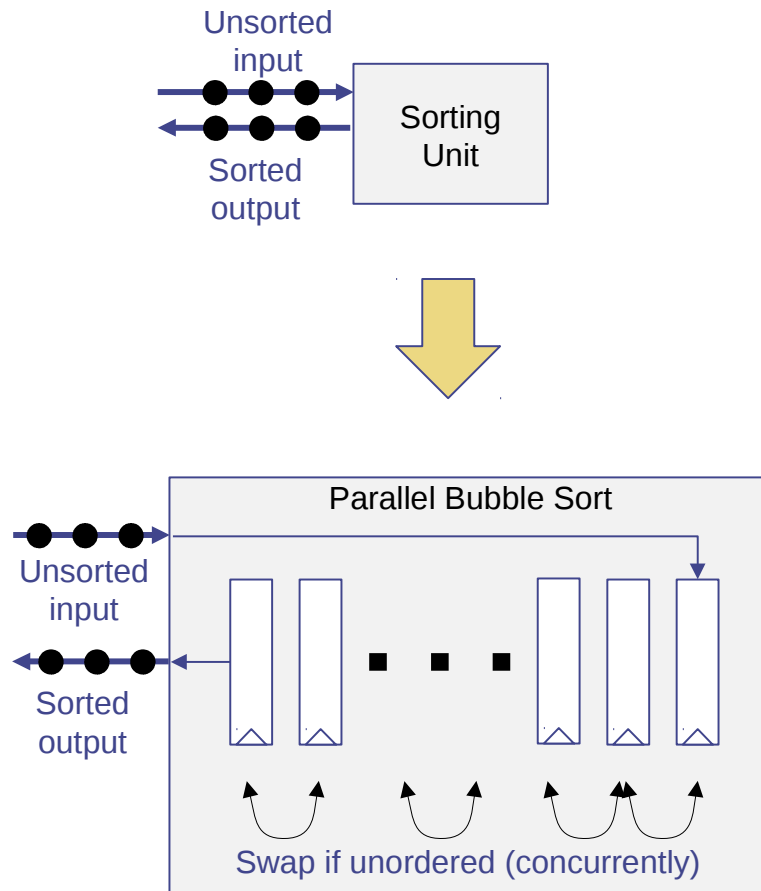 Unsorted
input
Sorting
Unit
Sorted
output
Parallel Bubble Sort
Unsorted
input
Sorted
output
Swap if unordered (concurrently)